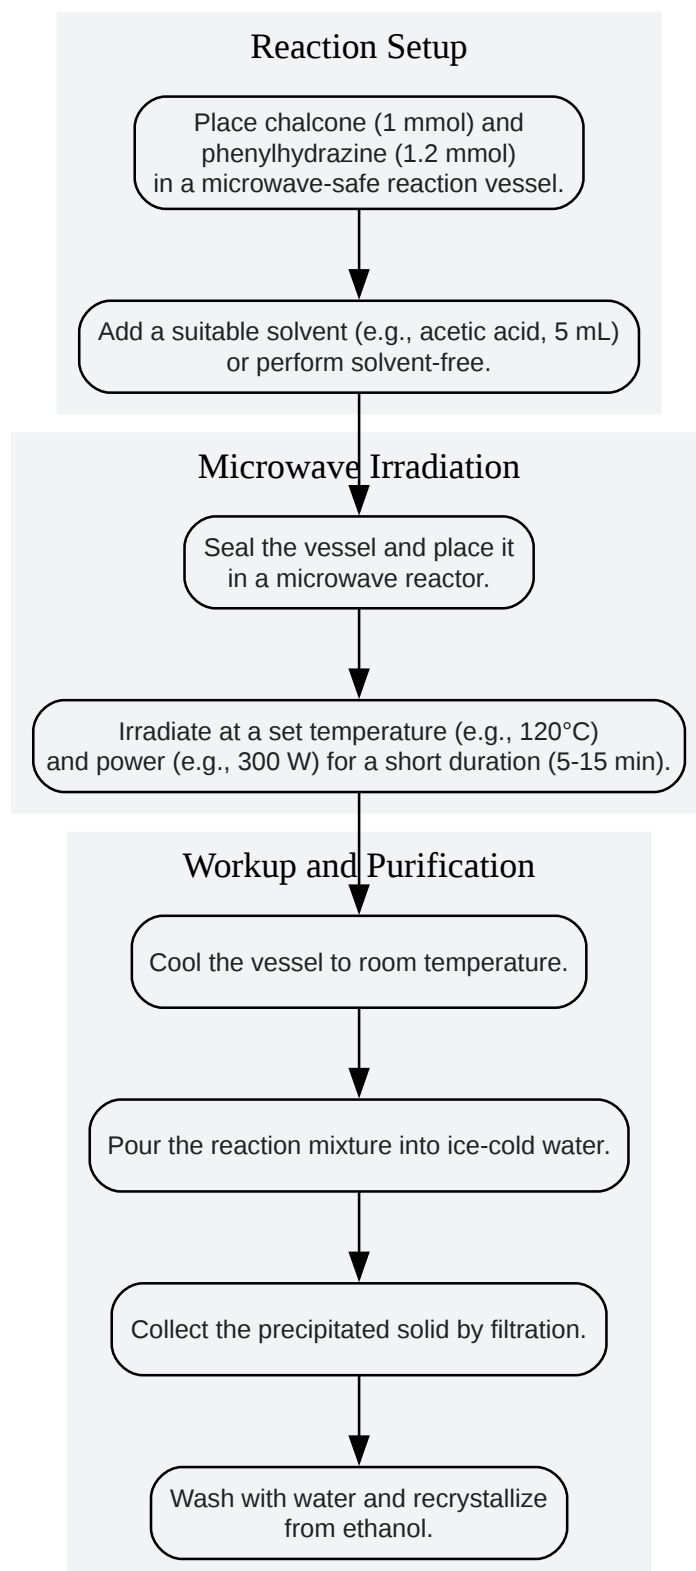 Reaction Setup
Place chalcone (1 mmol) and
phenylhydrazine (1.2 mmol)
in a microwave-safe reaction vessel.
Add a suitable solvent (e.g., acetic acid, 5 mL)
or perform solvent-free.
Microwave Irradiation
Seal the vessel and place it
in a microwave reactor.
Irradiate at a set temperature (e.g., 120°C)
and power (e.g., 300 W) for a short duration (5-15 min).
Workup and Purification
Cool the vessel to room temperature.
Pour the reaction mixture into ice-cold water.
Collect the precipitated solid by filtration.
Wash with water and recrystallize
from ethanol.